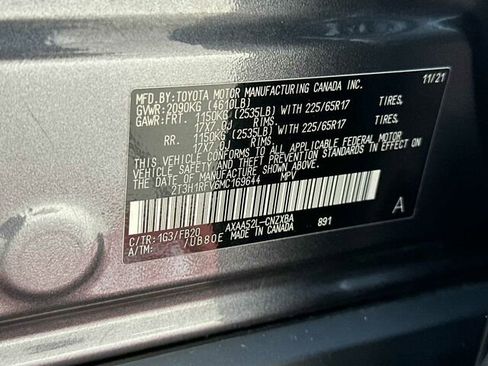 MFD.BY:TOYOTA MOTOR MANUFACTURING CANADA INC. 11/21
GVWR:2090KG (4610LB)
GAWR:FRT. 1150KG (2535LB) WITH 225/65R17 TIRES,
17X7.0J RIMS,
RR. 1150KG (2535LB) WITH 225/65R17 TIRES,
17X7.0J RIMS,
THIS VEHICLE CONFORMS TO ALL APPLICABLE FEDERAL MOTOR
VEHICLE SAFETY AND THEFT PREVENTION STANDARDS IN EFFECT
ON THE DATE OF MANUFACTURE SHOWN ABOVE.
2T3H1RFV6MC169644 MPV
C/TR:1G3/FB20 AXAA52L-CNZXBA A
A/TM: /UB80E MADE IN CANADA 891